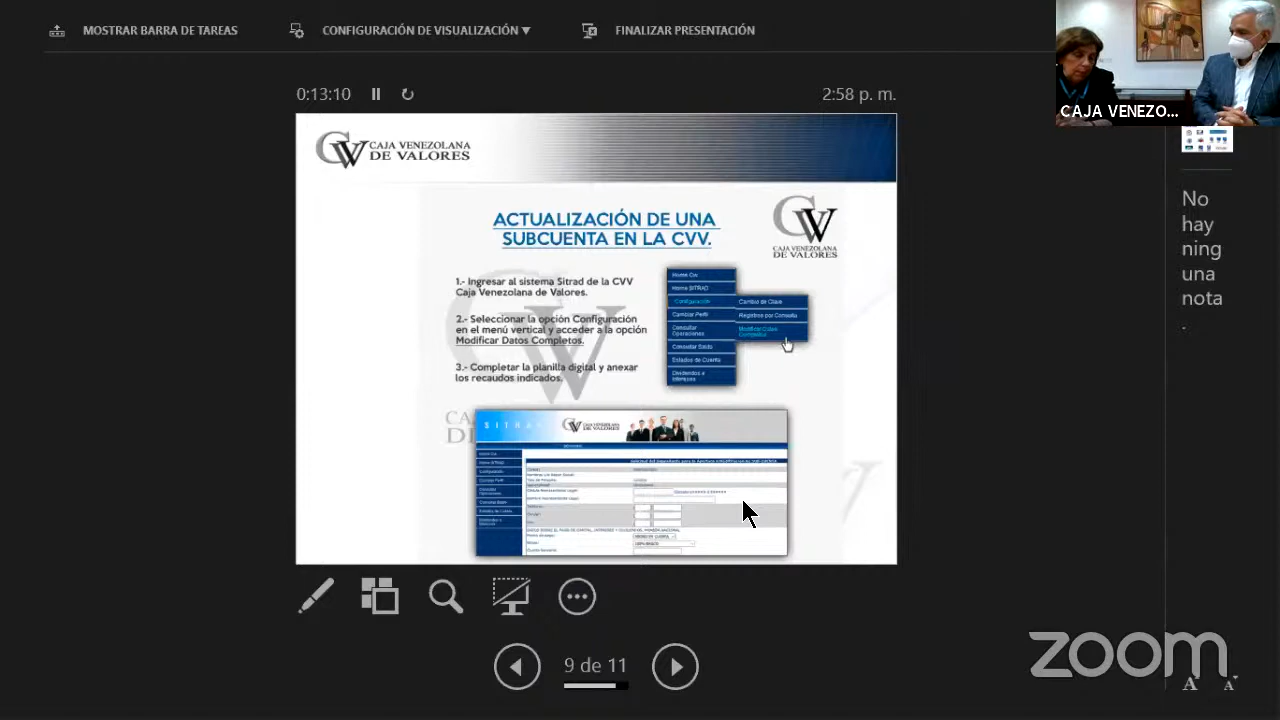 MOSTRAR BARRA DE TAREAS
CONFIGURACIÓN DE VISUALIZACIÓN ▼
FINALIZAR PRESENTACIÓN
CAJA VENEZO...
0:13:10
2:58 p. m.
CAJA VENEZOLANA
DE VALORES
ACTUALIZACIÓN DE UNA
SUBCUENTA EN LA CVV.
CAJA VENEZOLANA
DE VALORES
1.- Ingresar al sistema Sitrad de la CVV
Caja Venezolana de Valores.
2.- Seleccionar la opción Configuración
en el menú vertical y acceder a la opción
Modificar Datos Completos.
3.- Completar la planilla digital y anexar
los recaudos indicados.
Home Cvv
Home SITRAD
Configuración
Cambiar Perfil
Consultar
Operaciones
Consultar Saldo
Estados de Cuenta
Dividendos e
Intereses
Cambio de Clave
Registros por Consulta
Modificar Datos
Completos
SITRAD
CAJA VENEZOLANA
DE VALORES
No
hay
ning
una
nota
9 de 11
zoom
A
A